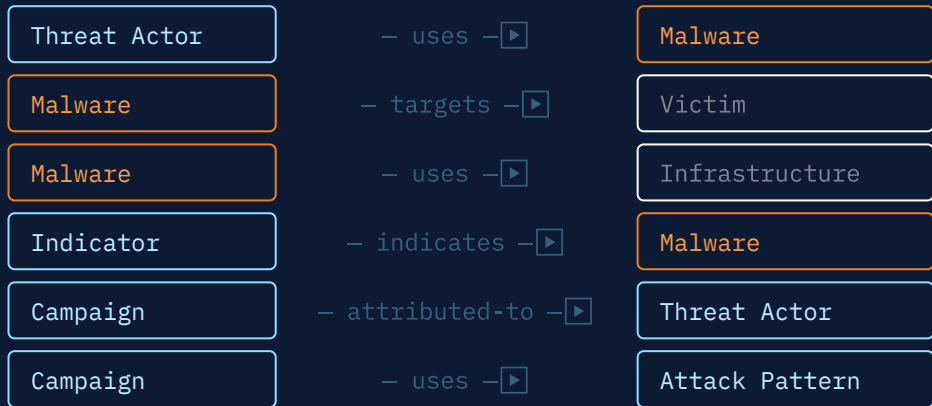 Threat Actor — uses —▶ Malware
Malware — targets —▶ Victim
Malware — uses —▶ Infrastructure
Indicator — indicates —▶ Malware
Campaign — attributed-to —▶ Threat Actor
Campaign — uses —▶ Attack Pattern